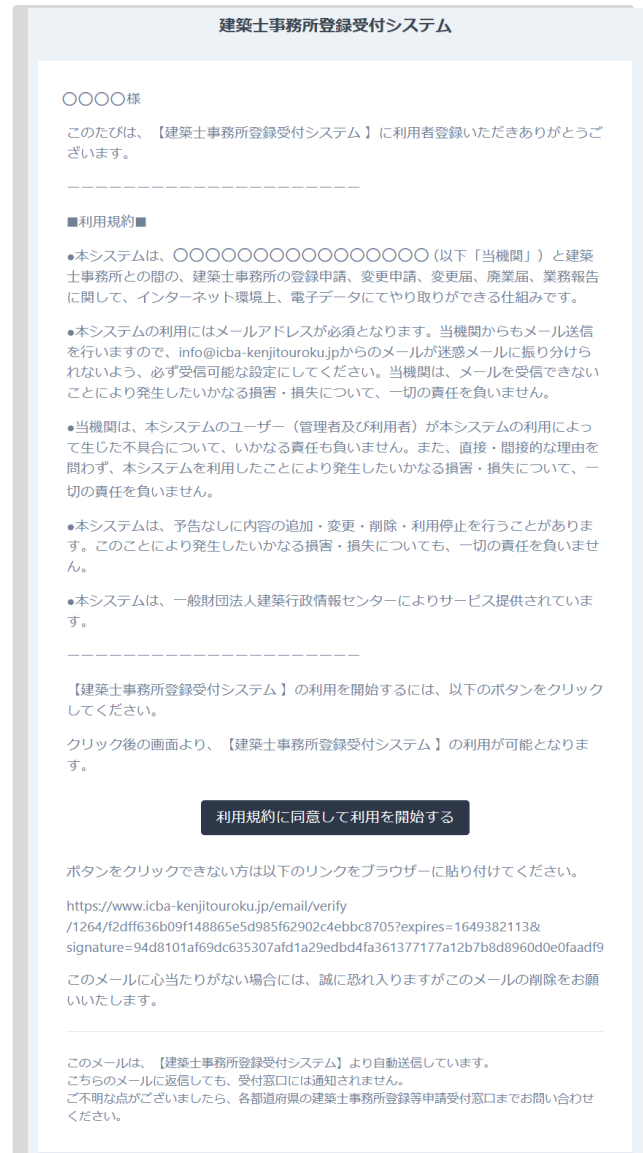 建築士事務所登録受付システム
〇〇〇〇様
このたびは、【建築士事務所登録受付システム 】に利用者登録いただきありがとうご
ざいます。
ーーーーーーーーーーーーーーーーーーーーー
■利用規約■
●本システムは、〇〇〇〇〇〇〇〇〇〇〇〇〇〇〇〇（以下「当機関」）と建築
士事務所との間の、建築士事務所の登録申請、変更申請、変更届、廃業届、業務報告
に関して、インターネット環境上、電子データにてやり取りができる仕組みです。
●本システムの利用にはメールアドレスが必須となります。当機関からもメール送信
を行いますので、info@icba-kenjitouroku.jpからのメールが迷惑メールに振り分けら
れないよう、必ず受信可能な設定にしてください。当機関は、メールを受信できない
ことにより発生したいかなる損害・損失について、一切の責任を負いません。
●当機関は、本システムのユーザー（管理者及び利用者）が本システムの利用によっ
て生じた不具合について、いかなる責任も負いません。また、直接・間接的な理由を
問わず、本システムを利用したことにより発生したいかなる損害・損失について、一
切の責任を負いません。
●本システムは、予告なしに内容の追加・変更・削除・利用停止を行うことがありま
す。このことにより発生したいかなる損害・損失についても、一切の責任を負いませ
ん。
●本システムは、一般財団法人建築行政情報センターによりサービス提供されていま
す。
ーーーーーーーーーーーーーーーーーーーーー
【建築士事務所登録受付システム 】の利用を開始するには、以下のボタンをクリック
してください。
クリック後の画面より、【建築士事務所登録受付システム 】の利用が可能となりま
す。
利用規約に同意して利用を開始する
ボタンをクリックできない方は以下のリンクをブラウザーに貼り付けてください。
https://www.icba-kenjitouroku.jp/email/verify
/1264/f2dff636b09f148865e5d985f62902c4ebbc8705?expires=1649382113&
signature=94d8101af69dc635307afd1a29edbd4fa361377177a12b7b8d8960d0e0faadf9
このメールに心当たりがない場合には、誠に恐れ入りますがこのメールの削除をお願
いいたします。
このメールは、【建築士事務所登録受付システム】より自動送信しています。
こちらのメールに返信しても、受付窓口には通知されません。
ご不明な点がございましたら、各都道府県の建築士事務所登録等申請受付窓口までお問い合わせ
ください。